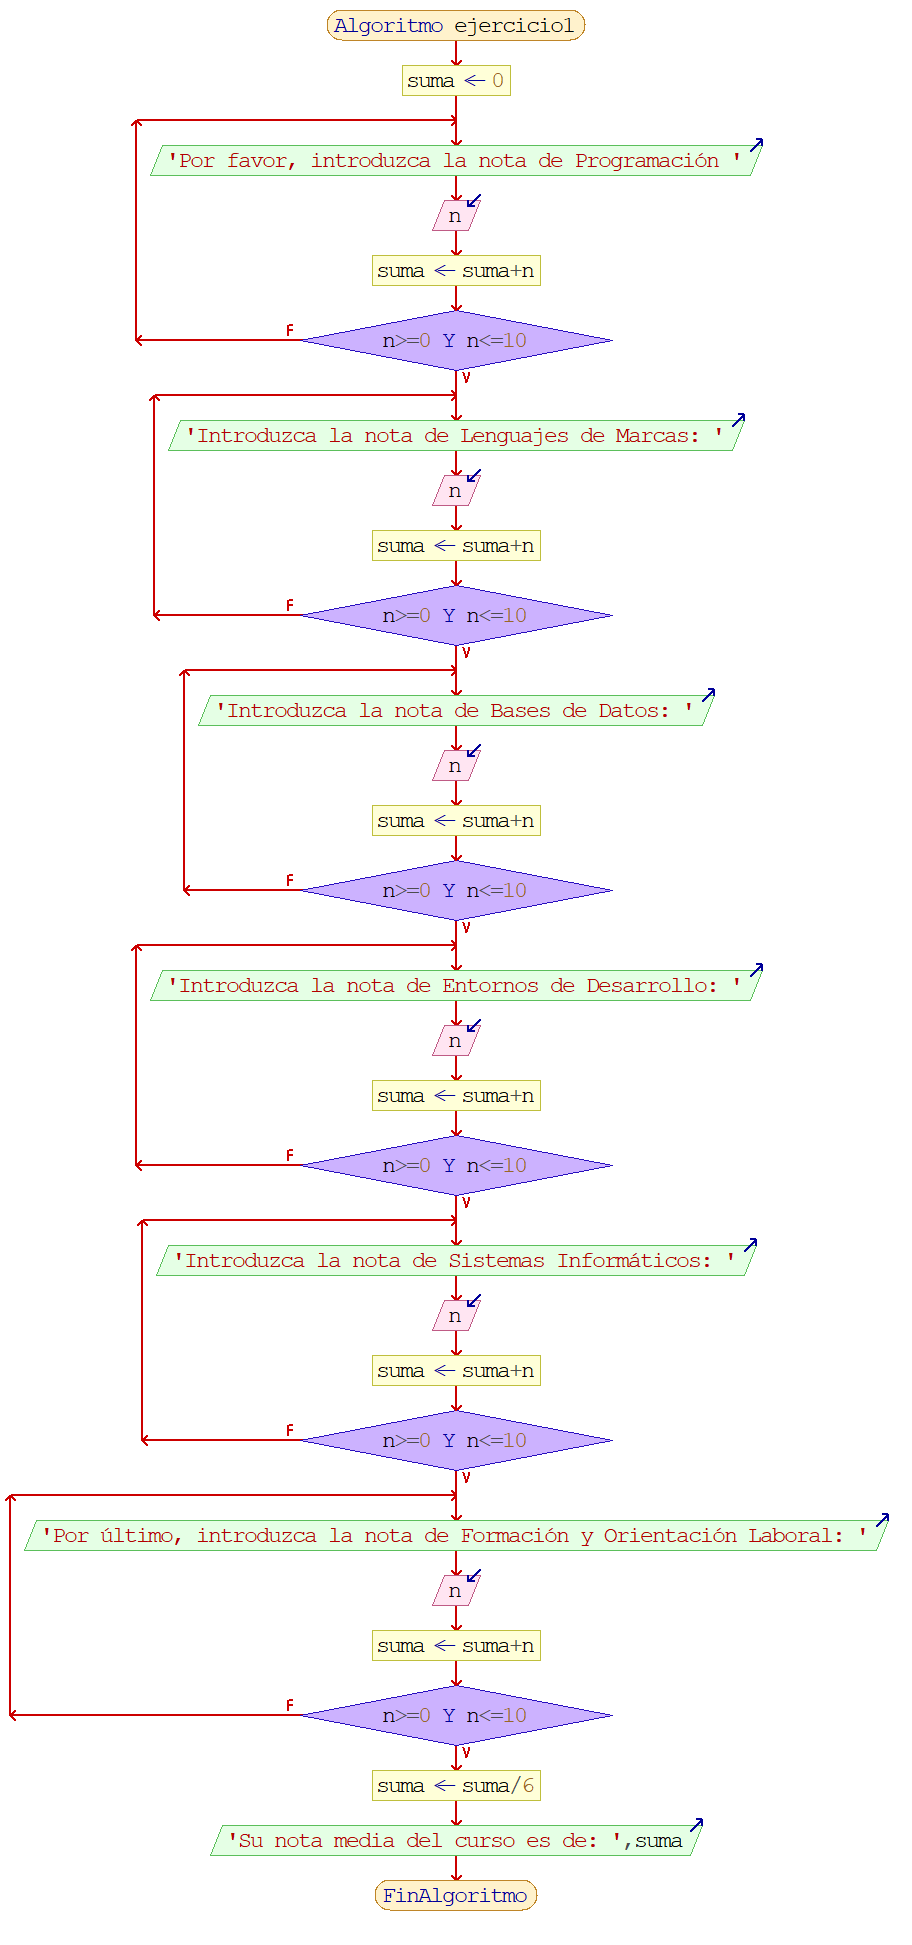 Algoritmo ejercicio1
suma ← 0
'Por favor, introduzca la nota de Programación '
n
suma ← suma+n
n>=0 Y n<=10
F
V
'Introduzca la nota de Lenguajes de Marcas: '
n
suma ← suma+n
n>=0 Y n<=10
F
V
'Introduzca la nota de Bases de Datos: '
n
suma ← suma+n
n>=0 Y n<=10
F
V
'Introduzca la nota de Entornos de Desarrollo: '
n
suma ← suma+n
n>=0 Y n<=10
F
V
'Introduzca la nota de Sistemas Informáticos: '
n
suma ← suma+n
n>=0 Y n<=10
F
V
'Por último, introduzca la nota de Formación y Orientación Laboral: '
n
suma ← suma+n
n>=0 Y n<=10
F
V
suma ← suma/6
'Su nota media del curso es de: ',suma
FinAlgoritmo